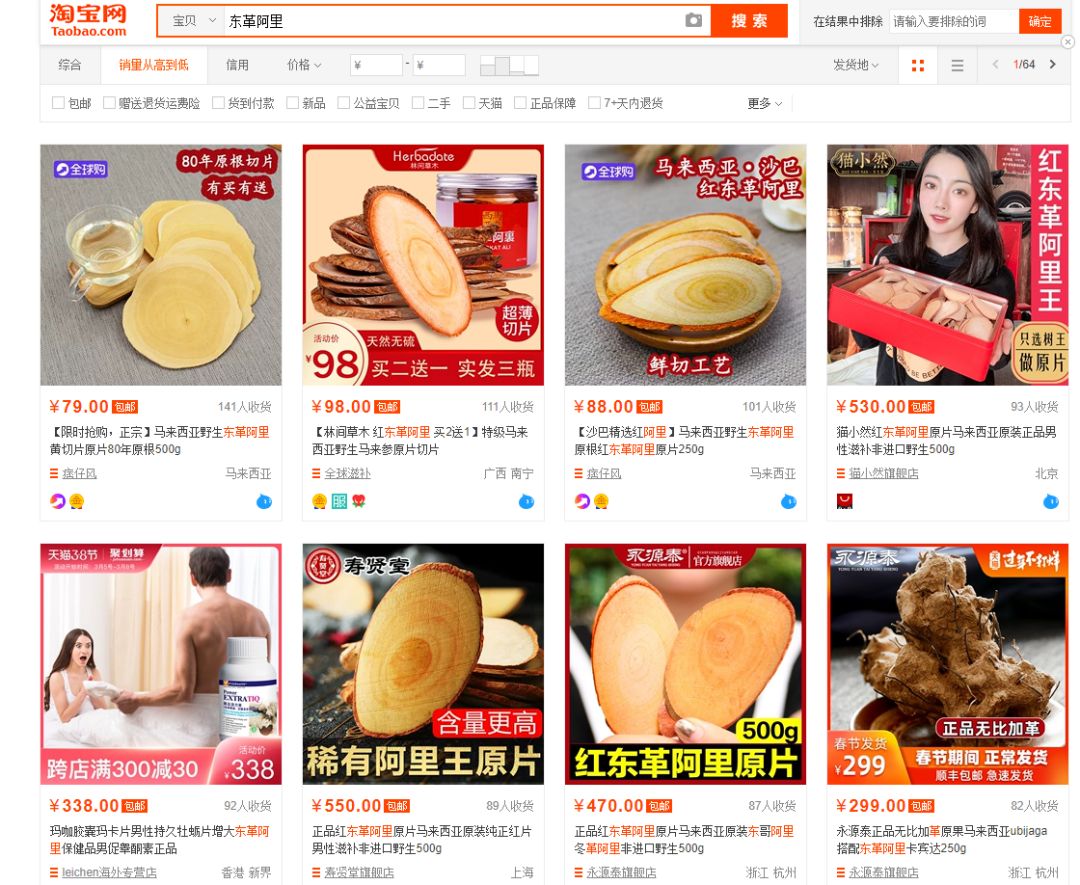 淘宝网
Taobao.com
宝贝
东革阿里
搜 索
在结果中排除
请输入要排除的词
确定
综合
销量从高到低
信用
价格
¥
-
¥
发货地
1/64
包邮
赠送退货运费险
货到付款
新品
公益宝贝
二手
天猫
正品保障
7+天内退货
更多
全球购
80年原根切片
有买有送
¥79.00 包邮
141人收货
【限时抢购，正宗】马来西亚野生东革阿里
黄切片原片80年原根500g
痞仔风
马来西亚
Herbadate
林间草木
超薄
切片
活动价
¥98
天然无硫
买二送一 实发三瓶
¥98.00 包邮
111人收货
【林间草木 红东革阿里 买2送1】特级马来
西亚野生马来参原片切片
全球滋补
广西 南宁
全球购
马来西亚·沙巴
红东革阿里
鲜切工艺
¥88.00 包邮
101人收货
【沙巴精选红阿里】马来西亚野生东革阿里
原根红东革阿里原片250g
痞仔风
马来西亚
猫小然
红东革阿里王
只选树王
做原片
¥530.00 包邮
93人收货
猫小然红东革阿里原片马来西亚原装正品男
性滋补非进口野生500g
猫小然旗舰店
北京
天猫38节 聚划算
Power
EXTRATIQ
跨店满300减30
活动价
¥338
¥338.00 包邮
92人收货
玛咖胶囊玛卡片男性持久牡蛎片增大东革阿
里保健品男促睾酮素正品
leichen海外专营店
香港 新界
寿贤堂
寿贤堂
含量更高
稀有阿里王原片
¥550.00 包邮
89人收货
正品红东革阿里原片马来西亚原装纯正红片
男性滋补非进口野生500g
寿贤堂旗舰店
上海
永源泰
官方旗舰店
500g
红东革阿里原片
¥470.00 包邮
87人收货
正品红东革阿里原片马来西亚原装东哥阿里
冬革阿里非进口野生500g
永源泰旗舰店
浙江 杭州
永源泰
YONG YUAN TAI YANG SHENG
过年不打烊
正品无比加革
春节发货
¥299
春节期间 正常发货
顺丰包邮 急速发货
¥299.00 包邮
82人收货
永源泰正品无比加革原果马来西亚ubijaga
搭配东革阿里卡宾达250g
永源泰旗舰店
浙江 杭州